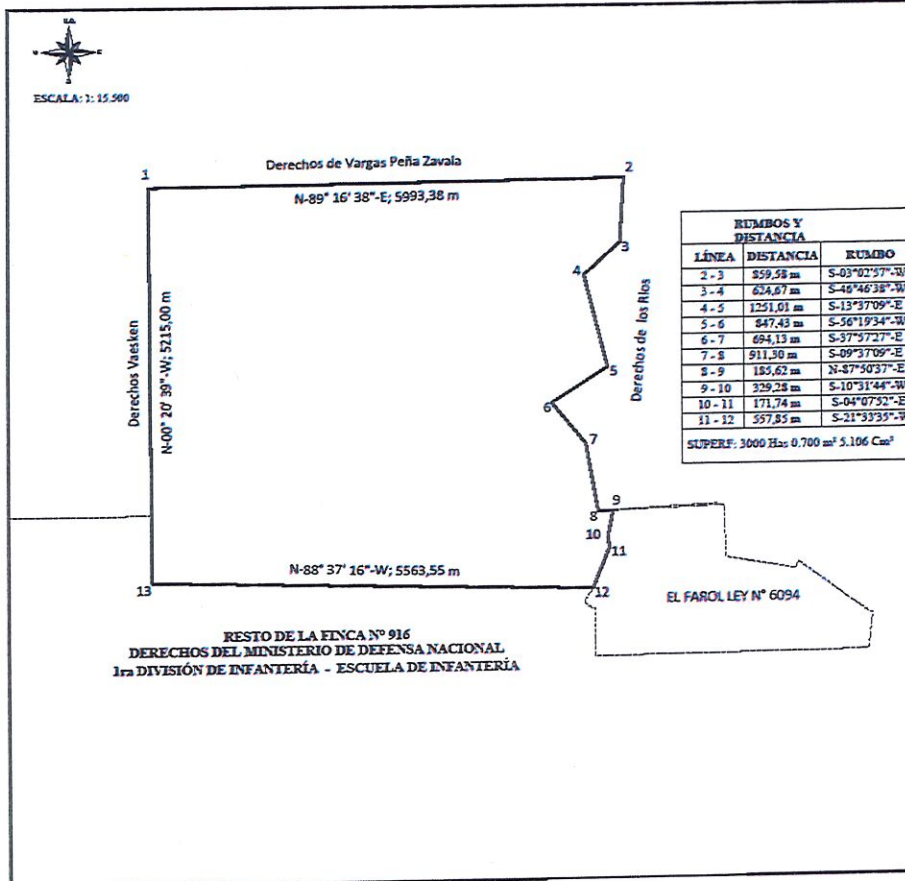 N
O E
S
ESCALA: 1: 15.500
Derechos de Vargas Peña Zavala
1 2
N-89° 16' 38"-E; 5993,38 m
3
4
Derechos de los Rios
Derechos Vaesken
N-00° 20' 39"-W; 5215,00 m
5
6
7
8 9
10
11
N-88° 37' 16"-W; 5563,55 m
13 12
EL FAROL LEY N° 6094
RESTO DE LA FINCA Nº 916
DERECHOS DEL MINISTERIO DE DEFENSA NACIONAL
1ra DIVISIÓN DE INFANTERÍA - ESCUELA DE INFANTERÍA
RUMBOS Y
DISTANCIA
LÍNEA DISTANCIA RUMBO
2 - 3 859,58 m S-03°02'57"-W
3 - 4 624,67 m S-48°46'38"-W
4 - 5 1251,01 m S-13°37'09"-E
5 - 6 847,43 m S-56°19'34"-W
6 - 7 694,13 m S-37°57'27"-E
7 - 8 911,30 m S-09°37'09"-E
8 - 9 185,62 m N-87°50'37"-E
9 - 10 329,28 m S-10°31'44"-W
10 - 11 171,74 m S-04°07'52"-E
11 - 12 557,85 m S-21°33'35"-W
SUPERF: 3000 Has 0.700 m² 5.106 Cm²